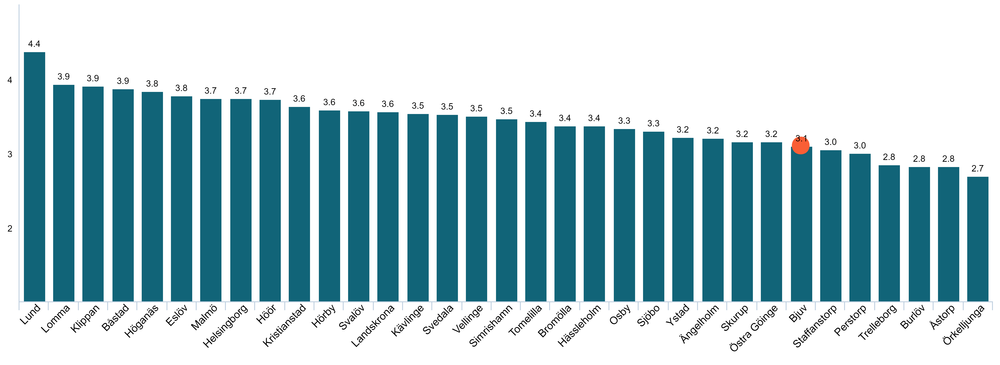 4.4
3.9
3.9
3.9
3.8
3.8
3.7
3.7
3.7
3.6
3.6
3.6
3.6
3.5
3.5
3.5
3.5
3.4
3.4
3.4
3.3
3.3
3.2
3.2
3.2
3.2
3.1
3.0
3.0
2.8
2.8
2.8
2.7
4
3
2
Lund
Lomma
Klippan
Båstad
Höganäs
Eslöv
Malmö
Helsingborg
Höör
Kristianstad
Hörby
Svalöv
Landskrona
Kävlinge
Svedala
Vellinge
Simrishamn
Tomelilla
Bromölla
Hässleholm
Osby
Sjöbo
Ystad
Ängelholm
Skurup
Östra Göinge
Bjuv
Staffanstorp
Perstorp
Trelleborg
Burlöv
Åstorp
Örkelljunga